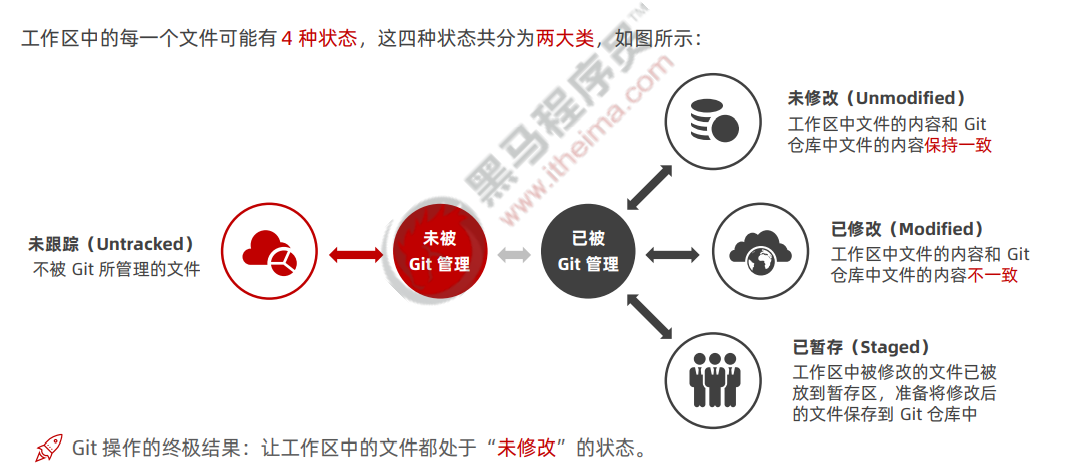 工作区中的每一个文件可能有 4 种状态，这四种状态共分为两大类，如图所示：
未修改（Unmodified）
工作区中文件的内容和 Git
仓库中文件的内容保持一致
未跟踪（Untracked）
不被 Git 所管理的文件
未被
Git 管理
已被
Git 管理
已修改（Modified）
工作区中文件的内容和 Git
仓库中文件的内容不一致
已暂存（Staged）
工作区中被修改的文件已被
放到暂存区，准备将修改后
的文件保存到 Git 仓库中
Git 操作的终极结果：让工作区中的文件都处于“未修改”的状态。
黑马程序员™
www.itheima.com